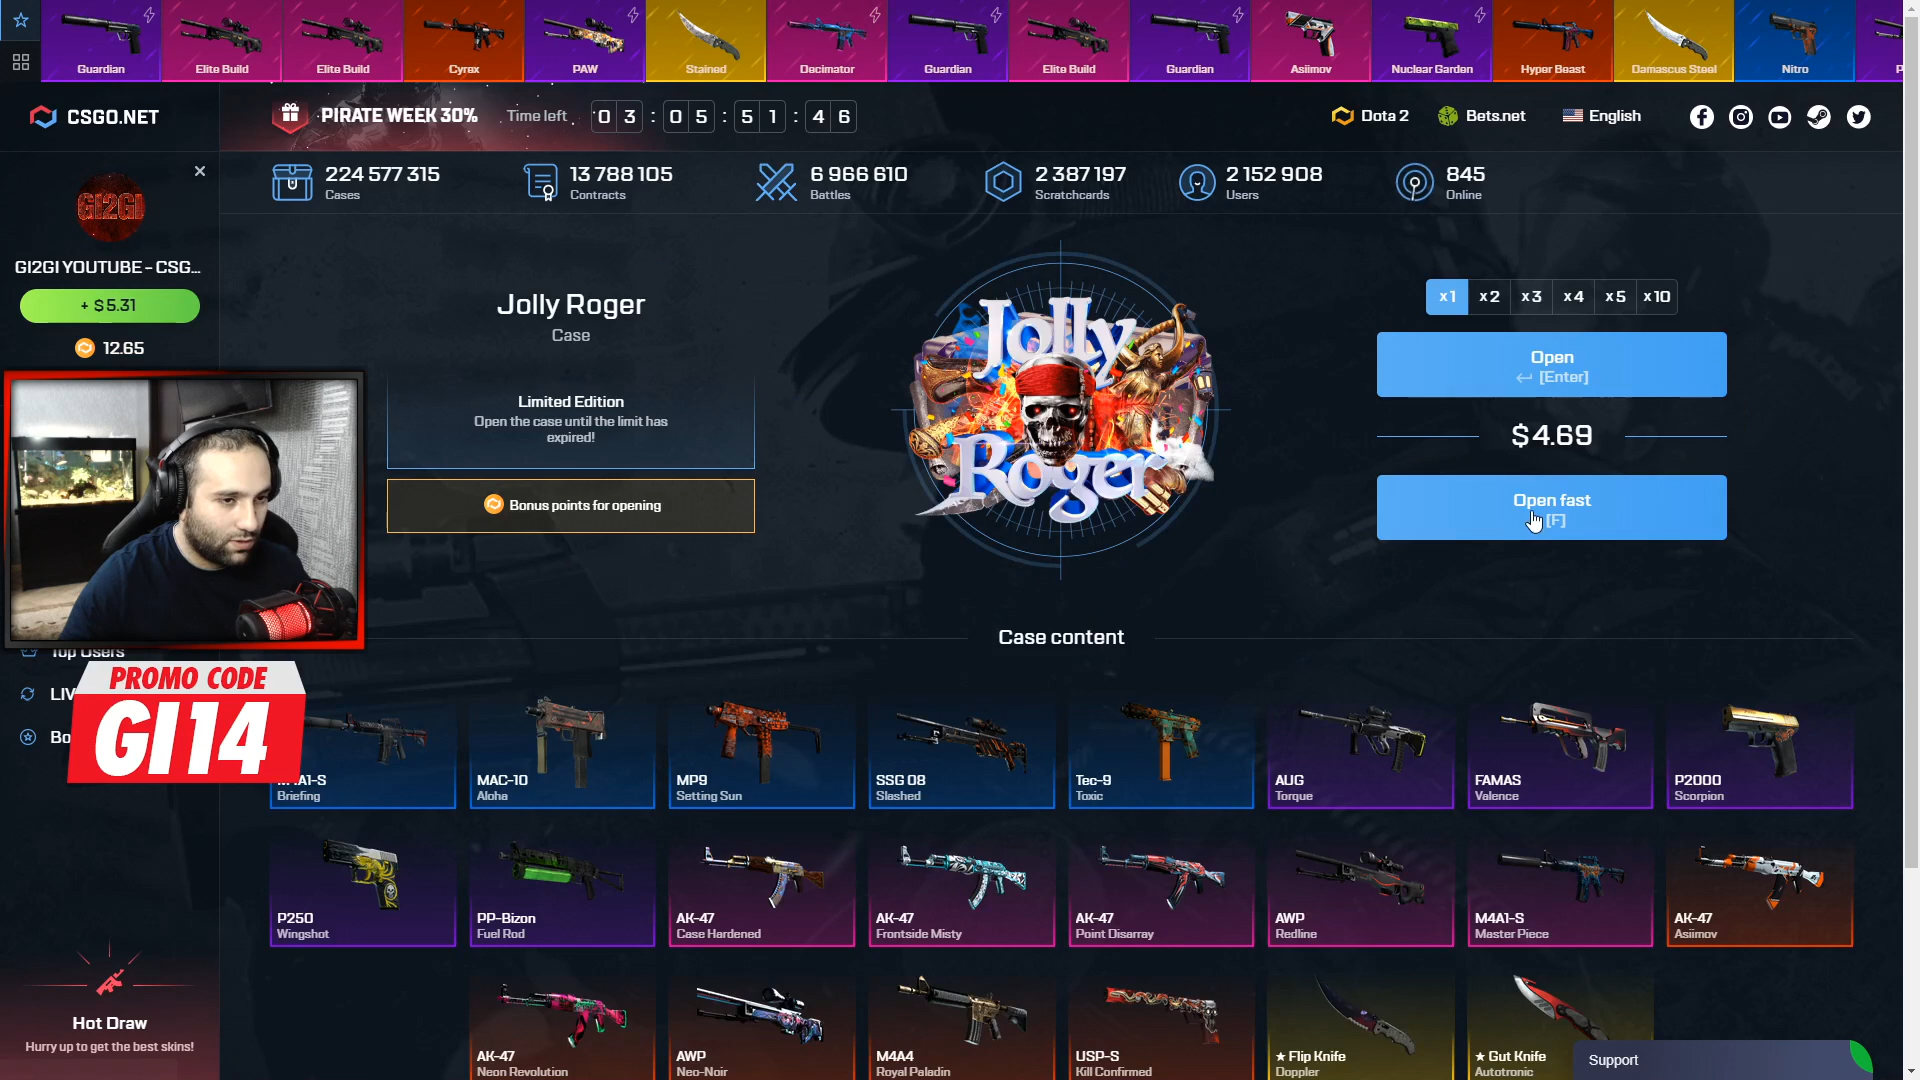 Guardian
Elite Build
Elite Build
Cyrex
PAW
Stained
Decimator
Guardian
Elite Build
Guardian
Asiimov
Nuclear Garden
Hyper Beast
Damascus Steel
Nitro
CSGO.NET
PIRATE WEEK 30%
Time left
03 : 05 : 51 : 46
Dota 2
Bets.net
English
224 577 315
Cases
13 788 105
Contracts
6 966 610
Battles
2 387 197
Scratchcards
2 152 908
Users
845
Online
GI2GI
GI2GI YOUTUBE - CSG...
+ $5.31
12.65
Top Users
LIV
Bo
PROMO CODE
GI14
Hot Draw
Hurry up to get the best skins!
Jolly Roger
Case
Limited Edition
Open the case until the limit has
expired!
Bonus points for opening
Jolly
Roger
x1 x2 x3 x4 x5 x10
Open
[Enter]
$4.69
Open fast
[F]
Case content
M4A1-S
Briefing
MAC-10
Aloha
MP9
Setting Sun
SSG 08
Slashed
Tec-9
Toxic
AUG
Torque
FAMAS
Valence
P2000
Scorpion
P250
Wingshot
PP-Bizon
Fuel Rod
AK-47
Case Hardened
AK-47
Frontside Misty
AK-47
Point Disarray
AWP
Redline
M4A1-S
Master Piece
AK-47
Asiimov
AK-47
Neon Revolution
AWP
Neo-Noir
M4A4
Royal Paladin
USP-S
Kill Confirmed
★ Flip Knife
Doppler
★ Gut Knife
Autotronic
Support